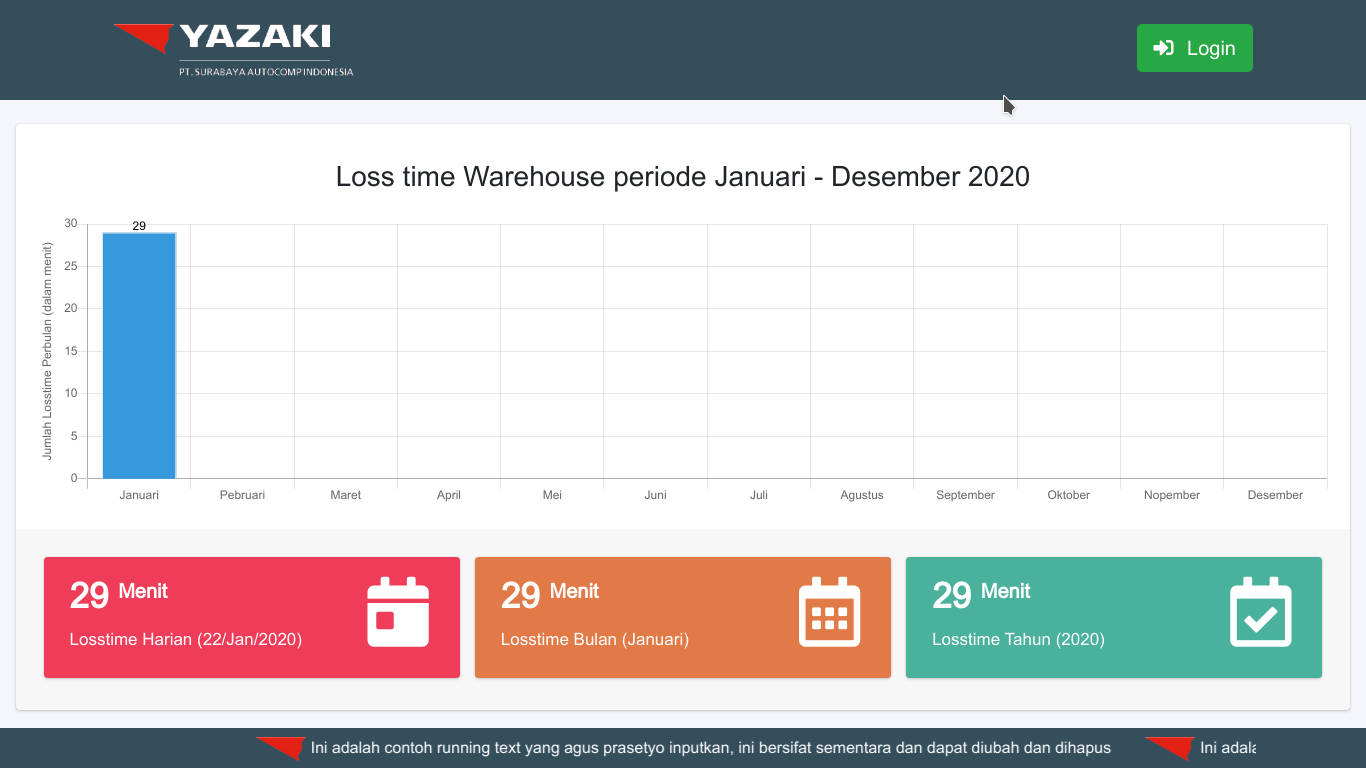 YAZAKI
PT. SURABAYA AUTOCOMP INDONESIA
Login
Loss time Warehouse periode Januari - Desember 2020
Jumlah Losstime Perbulan (dalam menit)
30
25
20
15
10
5
0
29
Januari Pebruari Maret April Mei Juni Juli Agustus September Oktober Nopember Desember
29 Menit
Losstime Harian (22/Jan/2020)
29 Menit
Losstime Bulan (Januari)
29 Menit
Losstime Tahun (2020)
Ini adalah contoh running text yang agus prasetyo inputkan, ini bersifat sementara dan dapat diubah dan dihapus Ini